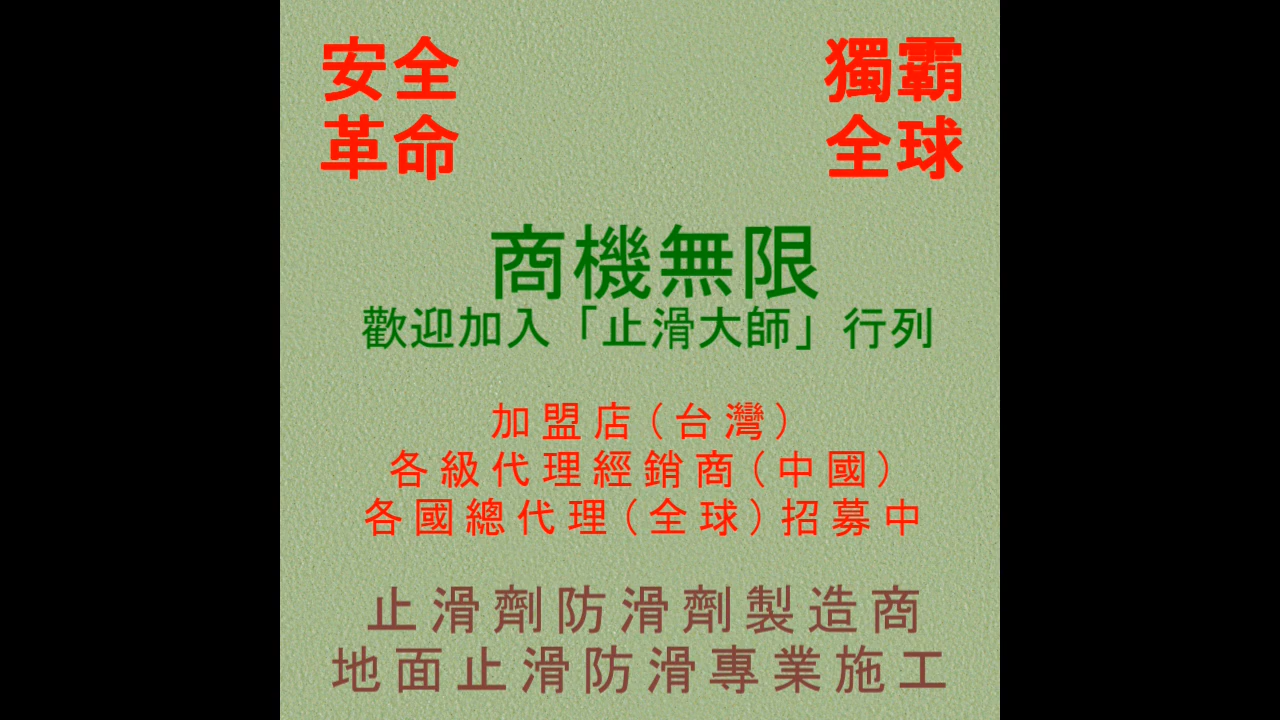 安全
革命
獨霸
全球
商機無限
歡迎加入「止滑大師」行列
加盟店(台灣)
各級代理經銷商(中國)
各國總代理(全球)招募中
止滑劑防滑劑製造商
地面止滑防滑專業施工